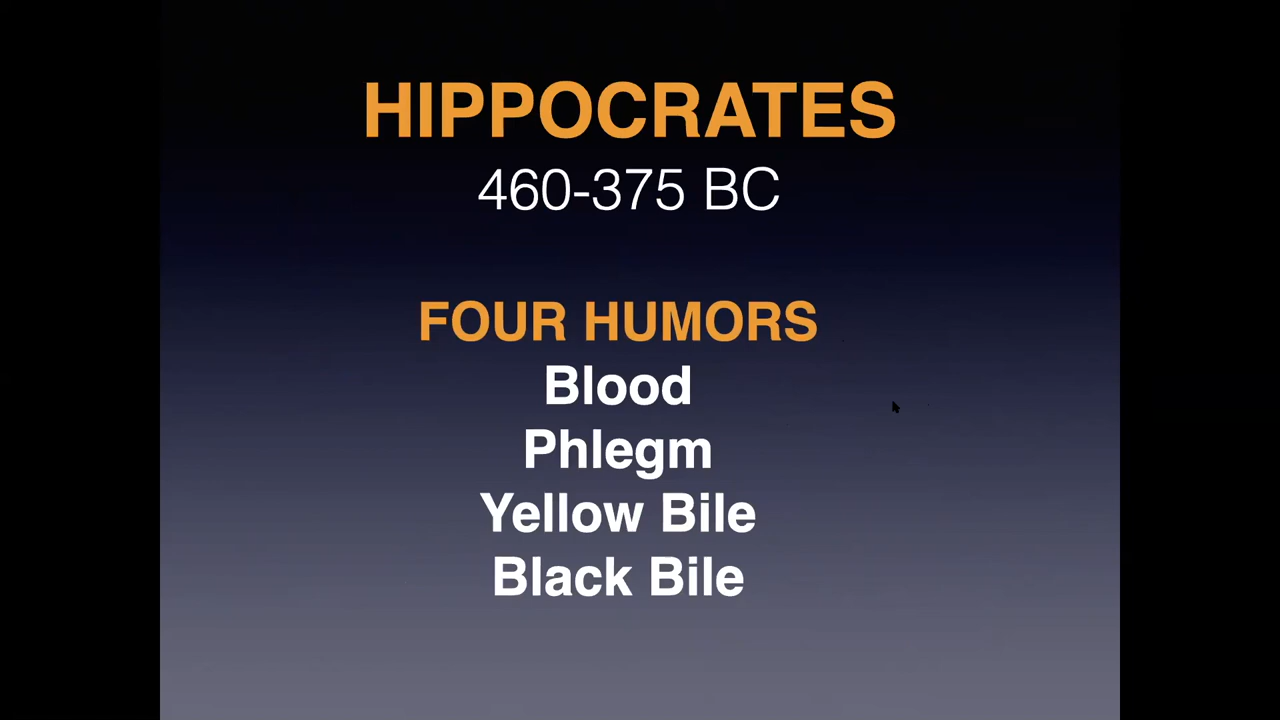 HIPPOCRATES
460-375 BC
FOUR HUMORS
Blood
Phlegm
Yellow Bile
Black Bile